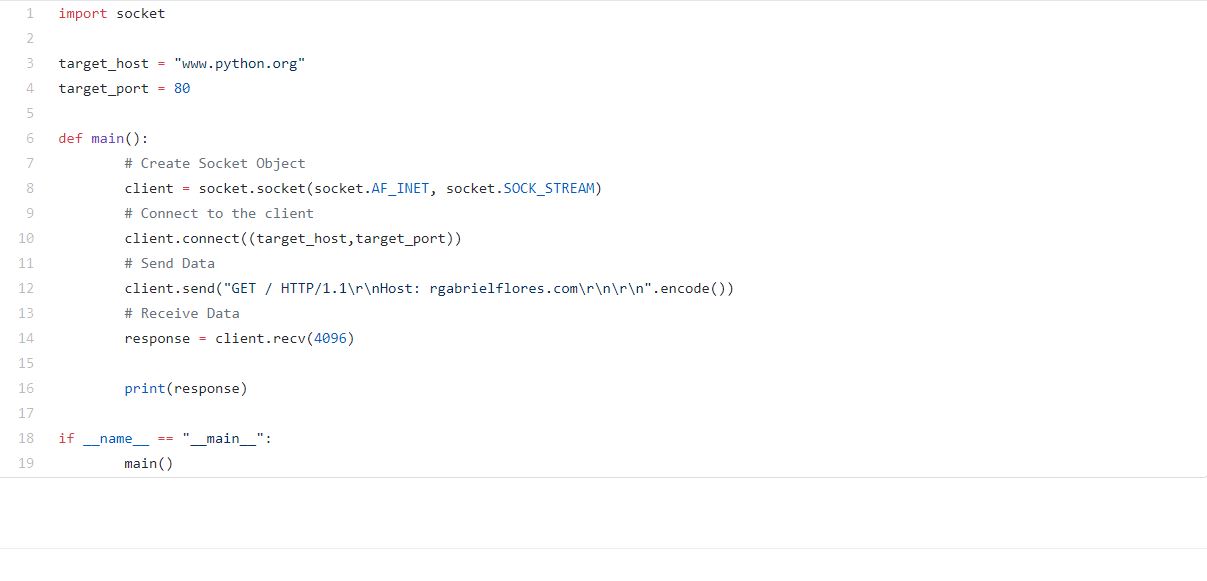 1 import socket
2
3 target_host = "www.python.org"
4 target_port = 80
5
6 def main():
7         # Create Socket Object
8         client = socket.socket(socket.AF_INET, socket.SOCK_STREAM)
9         # Connect to the client
10         client.connect((target_host,target_port))
11         # Send Data
12         client.send("GET / HTTP/1.1\r\nHost: rgabrielflores.com\r\n\r\n".encode())
13         # Receive Data
14         response = client.recv(4096)
15
16         print(response)
17
18 if __name__ == "__main__":
19         main()